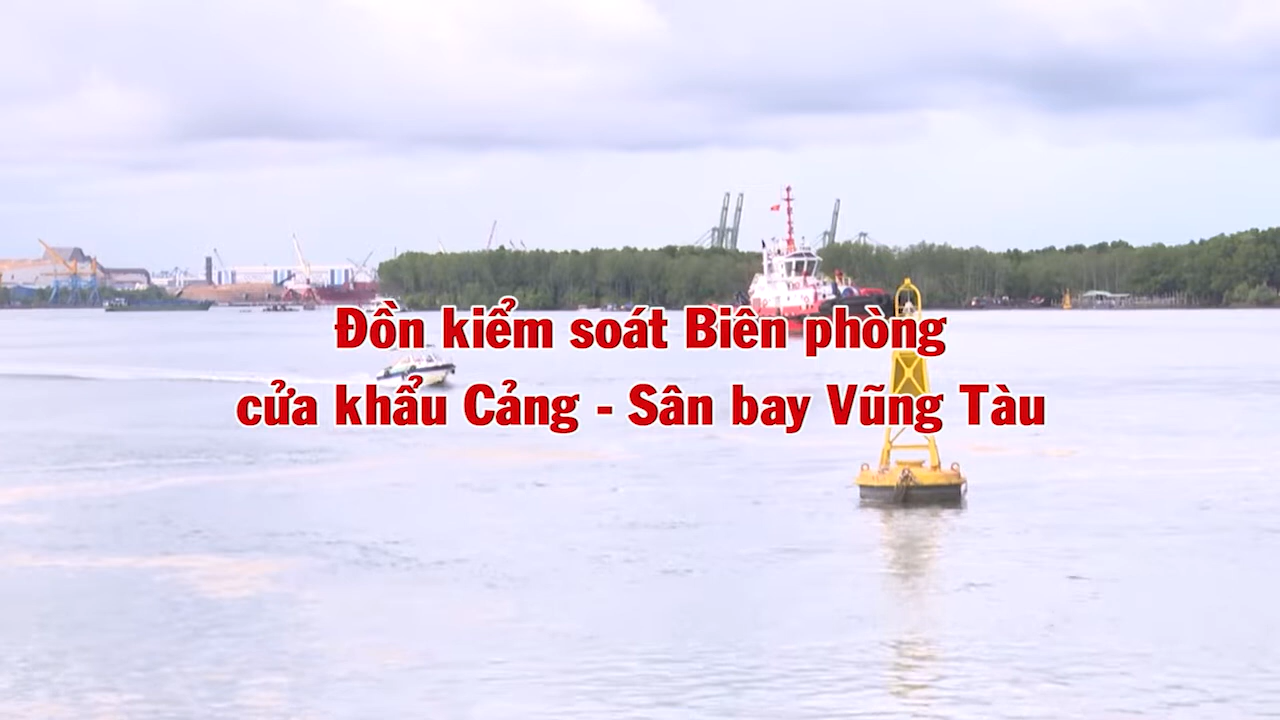 Đồn kiểm soát Biên phòng
cửa khẩu Cảng - Sân bay Vũng Tàu